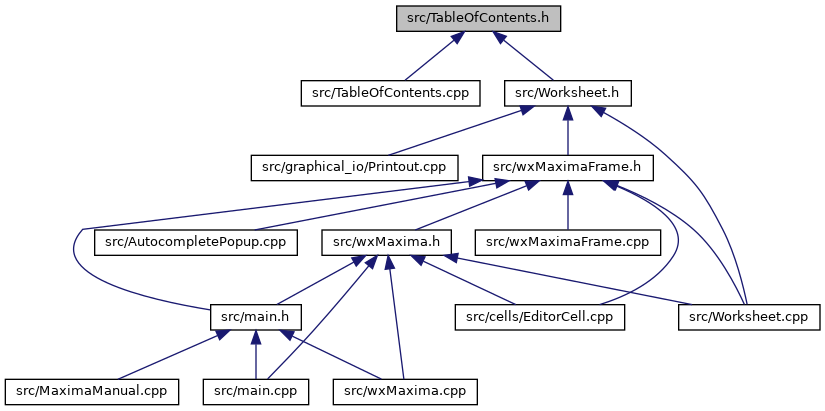 src/TableOfContents.h
src/TableOfContents.cpp
src/Worksheet.h
src/graphical_io/Printout.cpp
src/wxMaximaFrame.h
src/AutocompletePopup.cpp
src/wxMaxima.h
src/wxMaximaFrame.cpp
src/main.h
src/cells/EditorCell.cpp
src/Worksheet.cpp
src/MaximaManual.cpp
src/main.cpp
src/wxMaxima.cpp